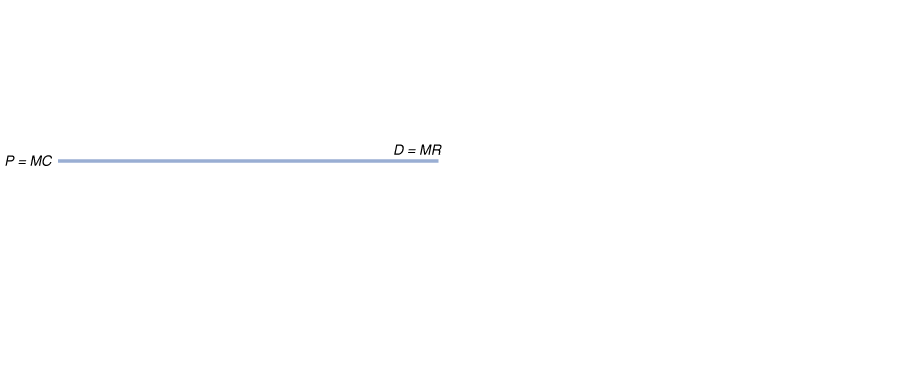 D = MR
P = MC